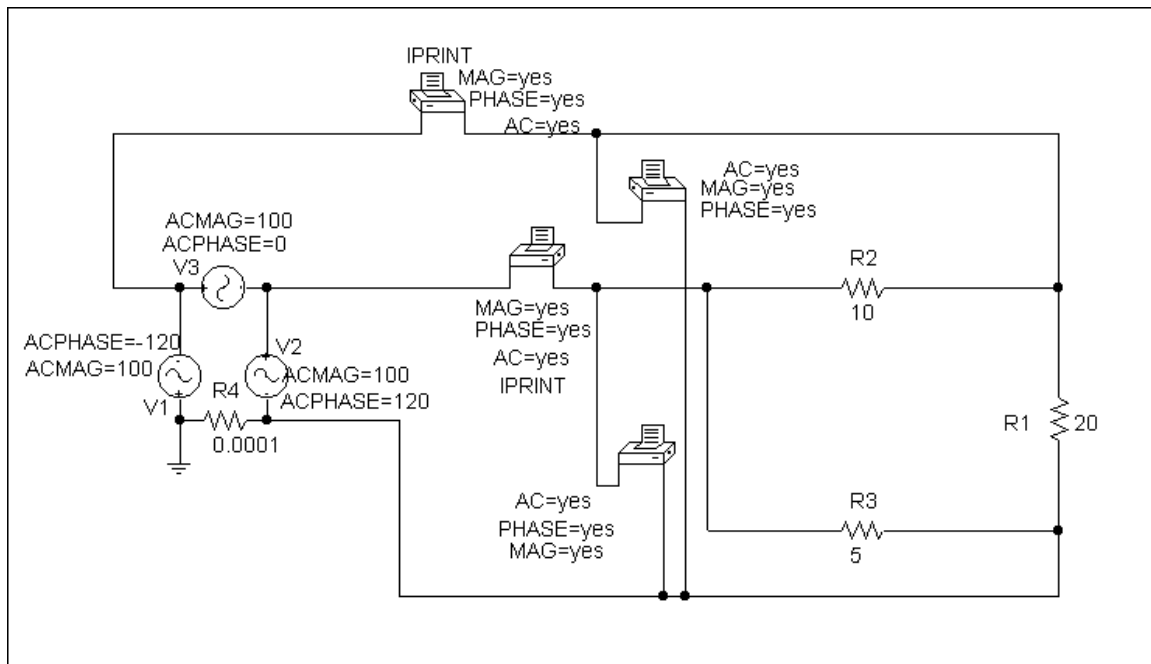 IPRINT
MAG=yes
PHASE=yes
AC=yes
AC=yes
MAG=yes
PHASE=yes
ACMAG=100
ACPHASE=0
V3
R2
10
MAG=yes
PHASE=yes
AC=yes
IPRINT
ACPHASE=-120
ACMAG=100
V1
V2
ACMAG=100
ACPHASE=120
R4
0.0001
R1
20
AC=yes
PHASE=yes
MAG=yes
R3
5